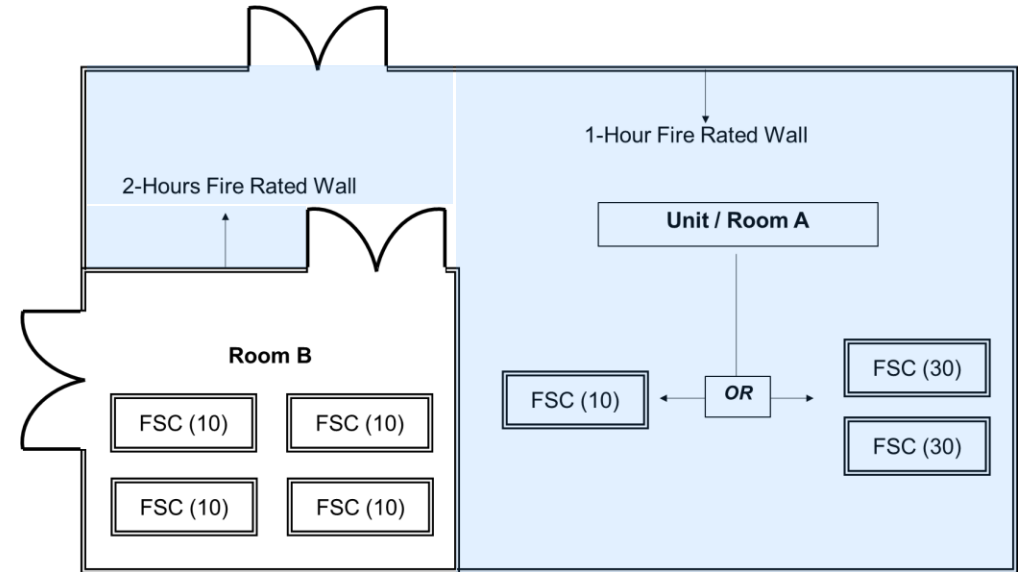 1-Hour Fire Rated Wall
2-Hours Fire Rated Wall
Unit / Room A
Room B
FSC (10)
FSC (10)
FSC (10)
FSC (10)
FSC (10)
OR
FSC (30)
FSC (30)